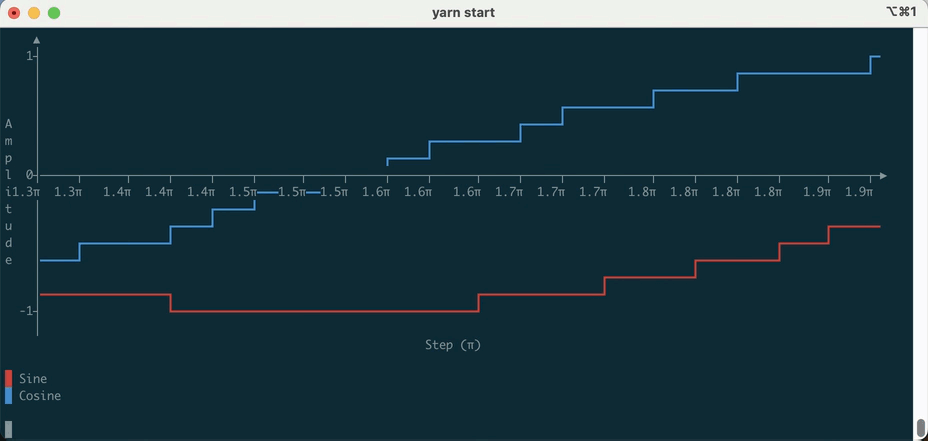 yarn start
⌥⌘1
1
Amplitude
0
1.3π 1.3π 1.4π 1.4π 1.4π 1.5π 1.5π 1.5π 1.6π 1.6π 1.6π 1.7π 1.7π 1.7π 1.8π 1.8π 1.8π 1.8π 1.9π 1.9π
-1
Step (π)
Sine
Cosine